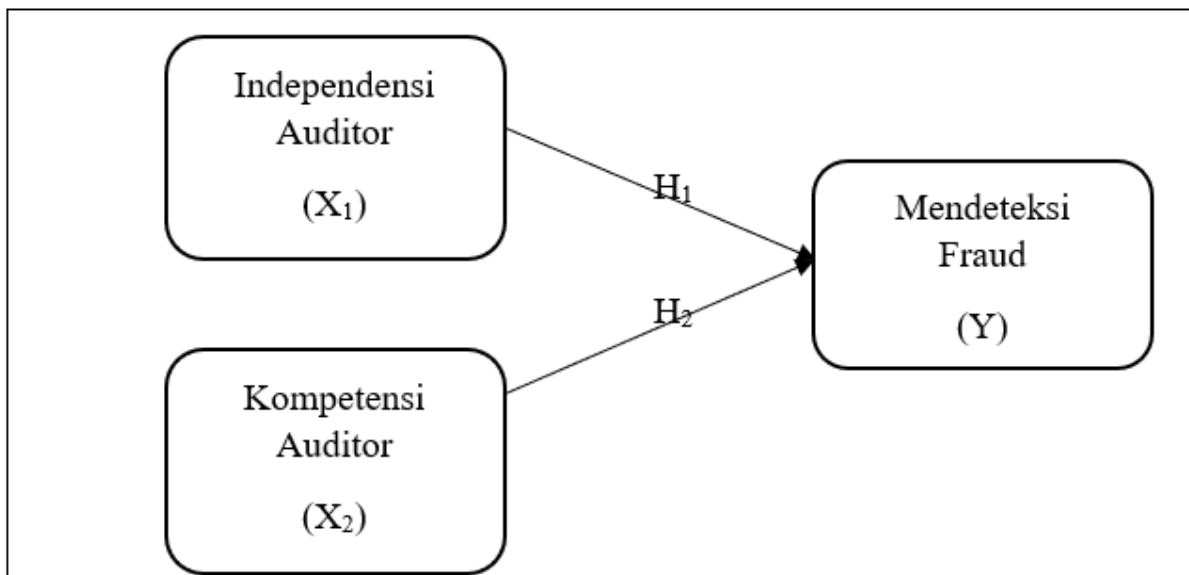 Independensi
Auditor
(X₁)
H₁
Mendeteksi
Fraud
(Y)
H₂
Kompetensi
Auditor
(X₂)